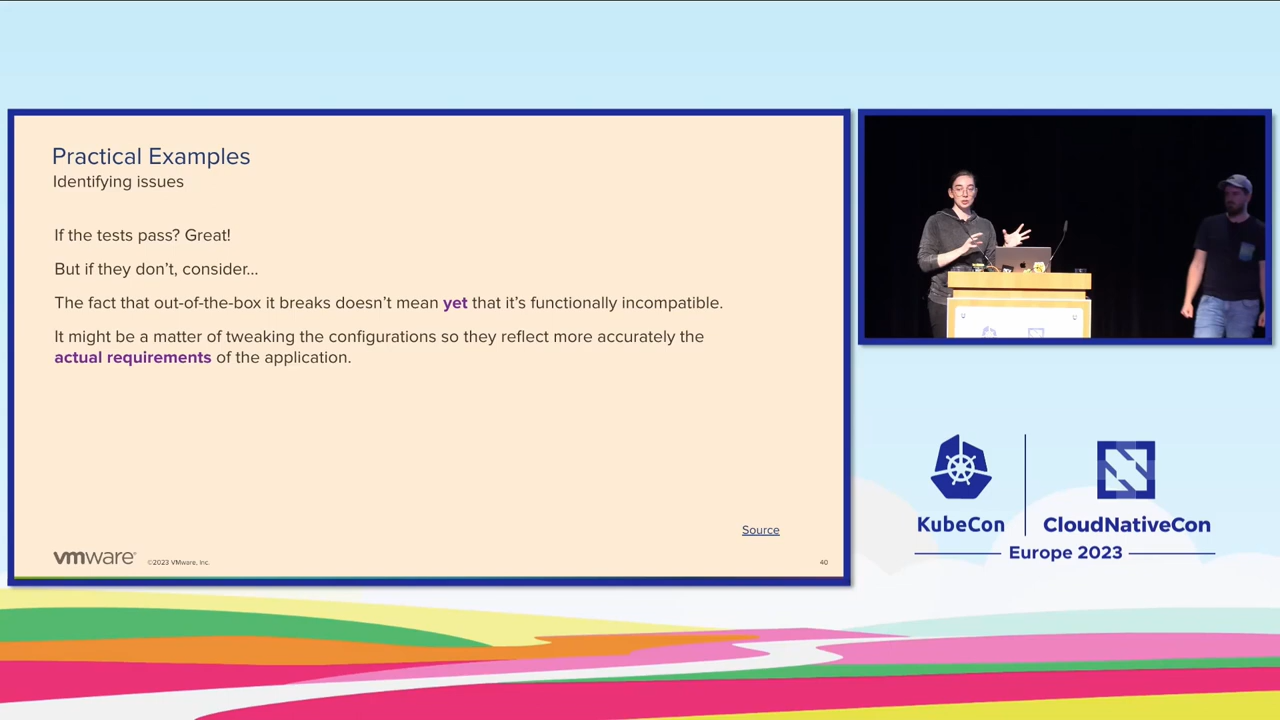 Practical Examples
Identifying issues
If the tests pass? Great!
But if they don’t, consider...
The fact that out-of-the-box it breaks doesn’t mean yet that it’s functionally incompatible.
It might be a matter of tweaking the configurations so they reflect more accurately the
actual requirements of the application.
Source
vmware®
©2023 VMware, Inc.
40
KubeCon
CloudNativeCon
Europe 2023